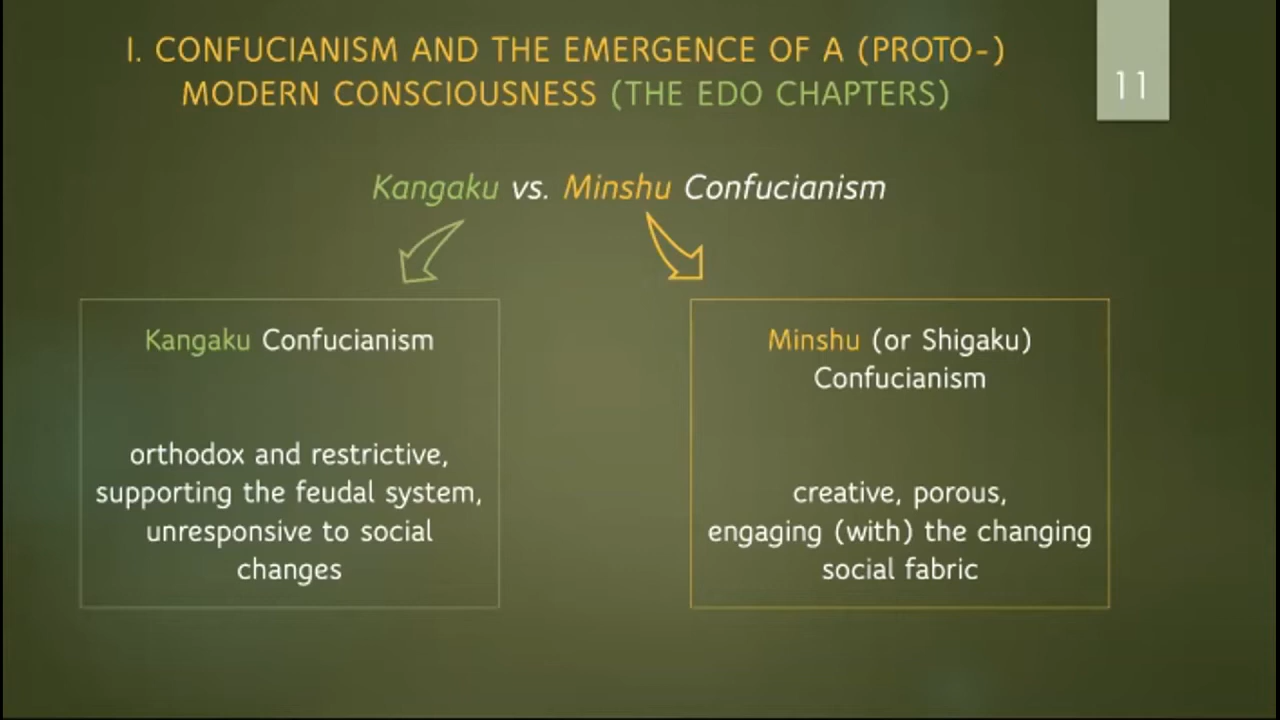 I. CONFUCIANISM AND THE EMERGENCE OF A (PROTO-)
MODERN CONSCIOUSNESS (THE EDO CHAPTERS)
11
Kangaku vs. Minshu Confucianism
Kangaku Confucianism
orthodox and restrictive,
supporting the feudal system,
unresponsive to social
changes
Minshu (or Shigaku)
Confucianism
creative, porous,
engaging (with) the changing
social fabric